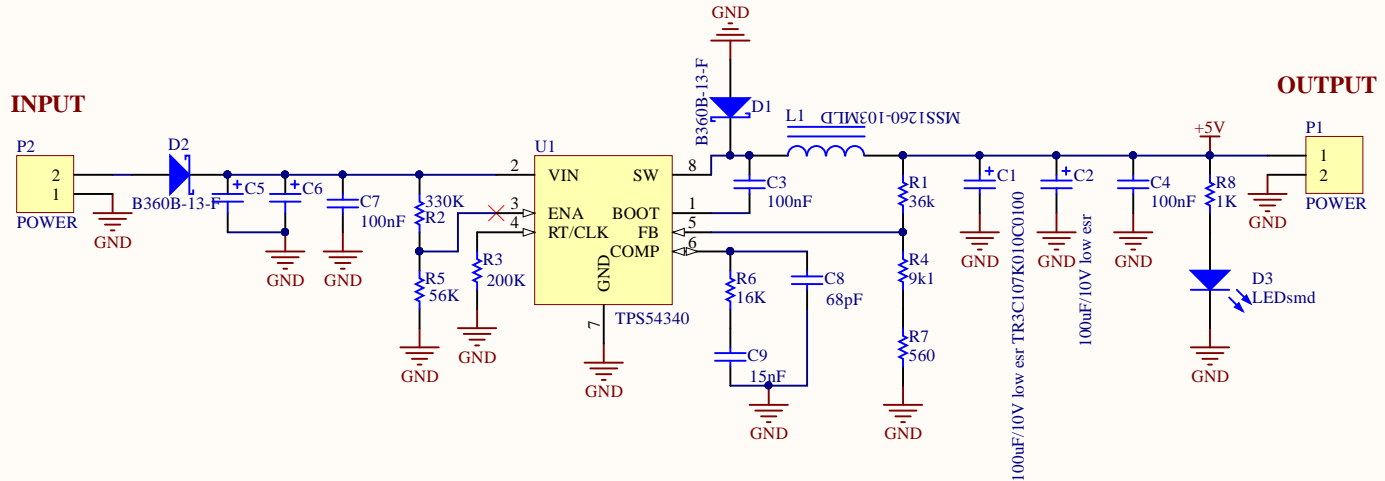 INPUT
P2
2
1
POWER
GND
D2
B360B-13-F
C5
C6
GND
C7
100nF
GND
330K
R2
R5
56K
GND
R3
200K
GND
U1
2
VIN
3
ENA
4
RT/CLK
GND
7
TPS54340
SW
8
BOOT
1
FB
5
COMP
6
GND
GND
B360B-13-F
D1
L1
MSS1260-103MLD
C3
100nF
R6
16K
C9
15nF
C8
68pF
GND
R1
36k
R4
9k1
R7
560
GND
C1
GND
100uF/10V low esr TR3C107K010C0100
C2
GND
100uF/10V low esr
C4
100nF
GND
+5V
R8
1K
D3
LEDsmd
GND
OUTPUT
P1
1
2
POWER
GND